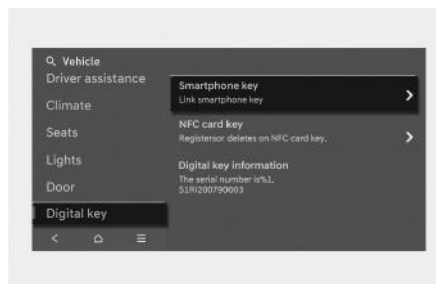 Vehicle
Driver assistance
Climate
Seats
Lights
Door
Digital key
Smartphone key
Link smartphone key
NFC card key
Registersor deletes on NFC card key.
Digital key information
The serial number is%1.
S1RI200790003